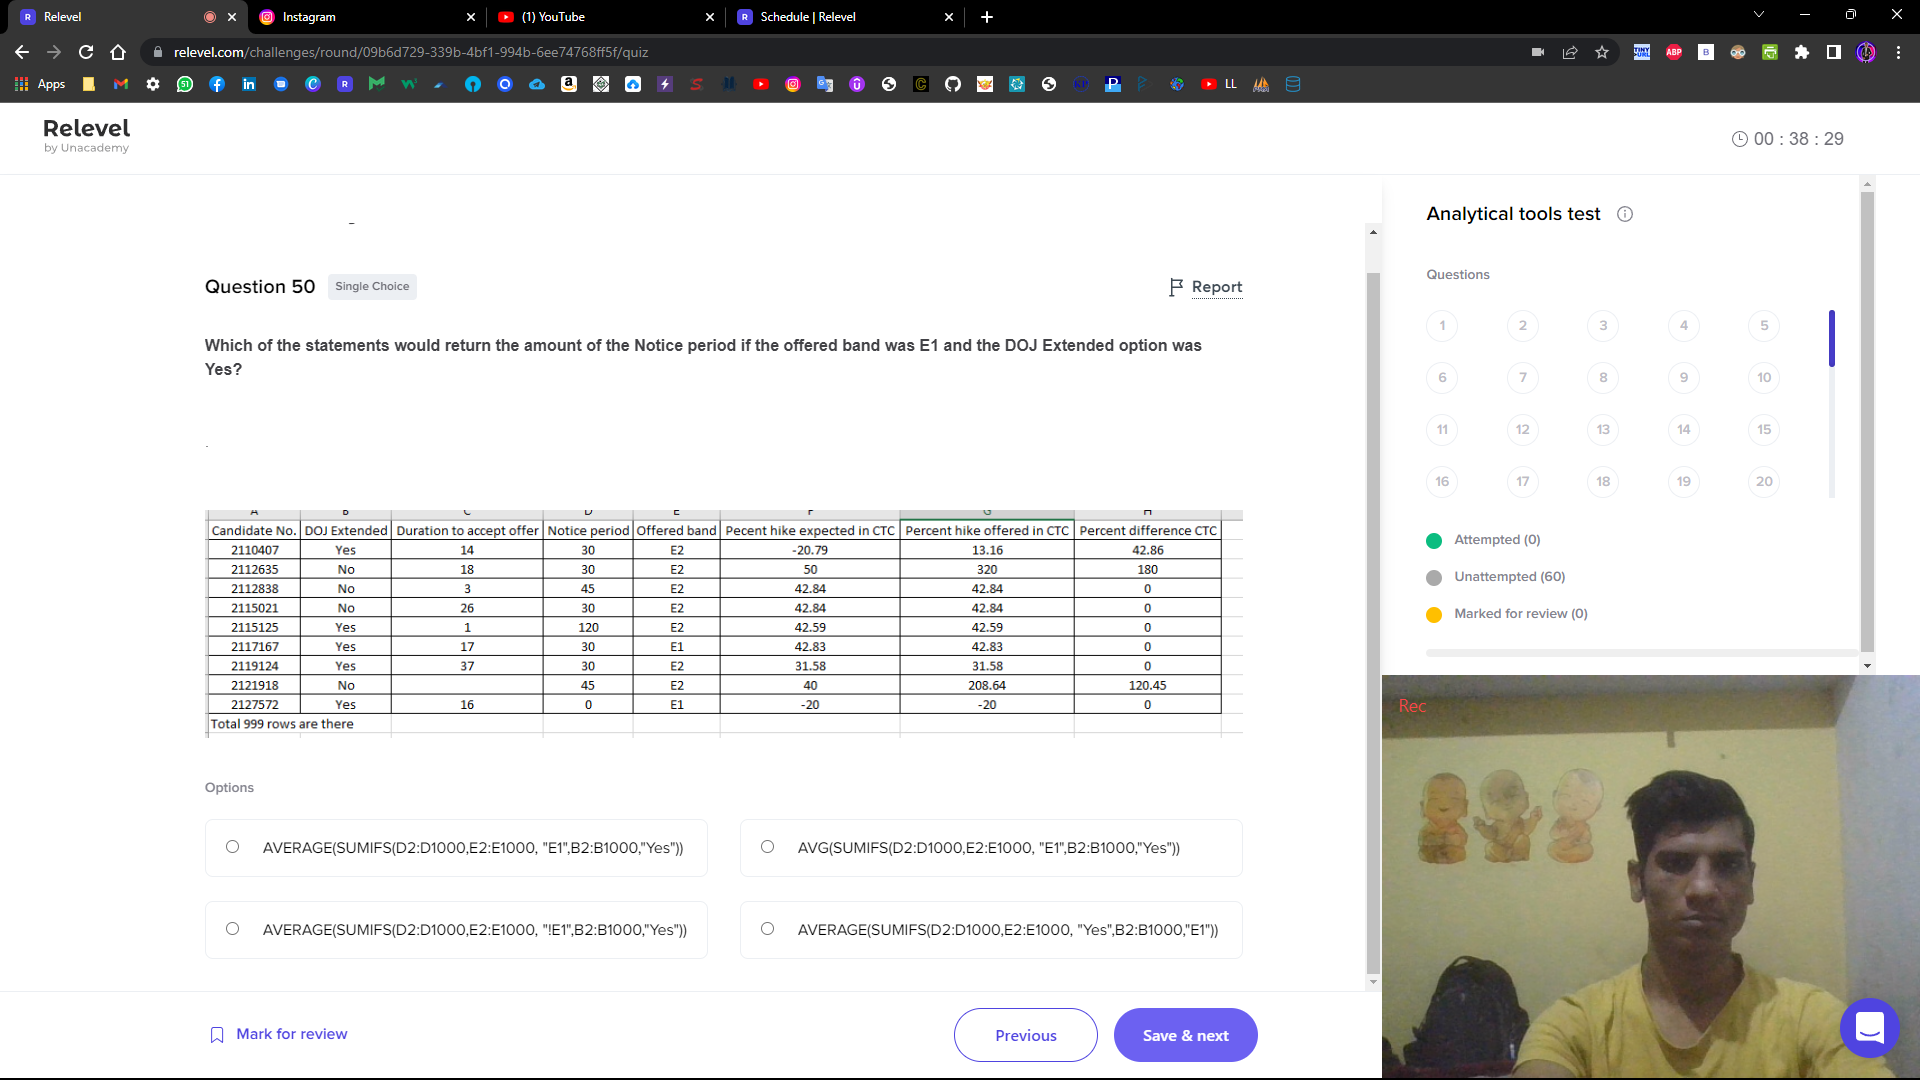 Relevel
Instagram
(1) YouTube
Schedule | Relevel
relevel.com/challenges/round/09b6d729-339b-4bf1-994b-6ee74768ff5f/quiz
Apps
LL
Relevel
by Unacademy
00 : 38 : 29
Question 50
Single Choice
Report
Which of the statements would return the amount of the Notice period if the offered band was E1 and the DOJ Extended option was
Yes?
Candidate No. DOJ Extended Duration to accept offer Notice period Offered band Pecent hike expected in CTC Percent hike offered in CTC Percent difference CTC
2110407 Yes 14 30 E2 -20.79 13.16 42.86
2112635 No 18 30 E2 50 320 180
2112838 No 3 45 E2 42.84 42.84 0
2115021 No 26 30 E2 42.84 42.84 0
2115125 Yes 1 120 E2 42.59 42.59 0
2117167 Yes 17 30 E1 42.83 42.83 0
2119124 Yes 37 30 E2 31.58 31.58 0
2121918 No 45 E2 40 208.64 120.45
2127572 Yes 16 0 E1 -20 -20 0
Total 999 rows are there
Options
AVERAGE(SUMIFS(D2:D1000,E2:E1000, "E1",B2:B1000,"Yes"))
AVG(SUMIFS(D2:D1000,E2:E1000, "E1",B2:B1000,"Yes"))
AVERAGE(SUMIFS(D2:D1000,E2:E1000, "!E1",B2:B1000,"Yes"))
AVERAGE(SUMIFS(D2:D1000,E2:E1000, "Yes",B2:B1000,"E1"))
Mark for review
Previous
Save & next
Analytical tools test
Questions
1 2 3 4 5
6 7 8 9 10
11 12 13 14 15
16 17 18 19 20
Attempted (0)
Unattempted (60)
Marked for review (0)
Rec